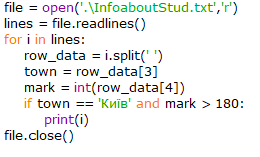 file = open('.\InfoaboutStud.txt','r')
lines = file.readlines()
for i in lines:
    row_data = i.split(' ')
    town = row_data[3]
    mark = int(row_data[4])
    if town == 'Київ' and mark > 180:
        print(i)
file.close()